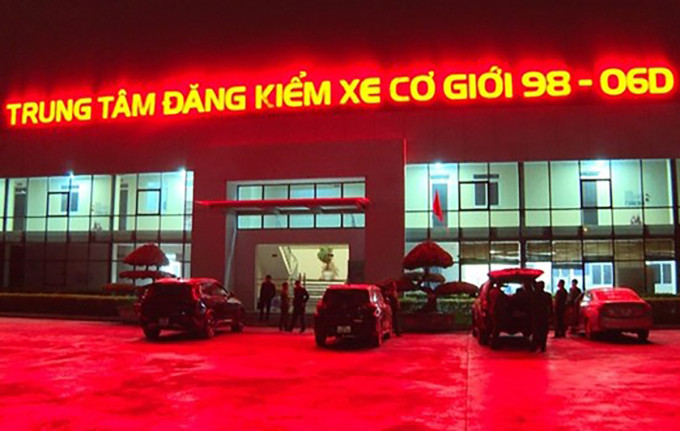 TRUNG TÂM ĐĂNG KIỂM XE CƠ GIỚI 98 - 06D